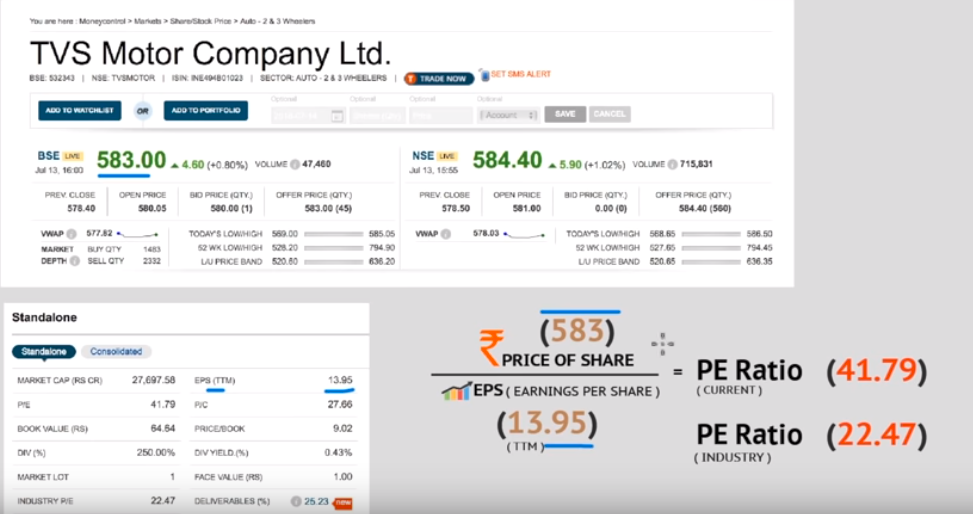 You are here : Moneycontrol > Markets > Share/Stock Price > Auto - 2 & 3 Wheelers
TVS Motor Company Ltd.
BSE: 532343 | NSE: TVSMOTOR | ISIN: INE494B01023 | SECTOR: AUTO - 2 & 3 WHEELERS | T TRADE NOW SET SMS ALERT
Optional Optional Optional Optional
ADD TO WATCHLIST OR ADD TO PORTFOLIO Price (Account) SAVE CANCEL
BSE LIVE 583.00 4.60 (+0.80%) VOLUME 47,460
Jul 13, 16:00
PREV. CLOSE OPEN PRICE BID PRICE (QTY.) OFFER PRICE (QTY.)
578.40 580.05 580.00 (1) 583.00 (45)
VWAP 577.82 TODAY'S LOW/HIGH 569.00 585.05
MARKET BUY QTY 1483 52 WK LOW/HIGH 528.20 794.90
DEPTH SELL QTY 2332 L/U PRICE BAND 520.60 636.20
NSE LIVE 584.40 5.90 (+1.02%) VOLUME 715,831
Jul 13, 15:55
PREV. CLOSE OPEN PRICE BID PRICE (QTY.) OFFER PRICE (QTY.)
578.50 581.00 0.00 (0) 584.40 (560)
VWAP 578.03 TODAY'S LOW/HIGH 568.65 586.50
52 WK LOW/HIGH 527.65 794.45
L/U PRICE BAND 520.65 636.35
Standalone
Standalone Consolidated
MARKET CAP (RS CR) 27,697.58 EPS (TTM) 13.95
P/E 41.79 P/C 27.66
BOOK VALUE (RS) 64.64 PRICE/BOOK 9.02
DIV (%) 250.00% DIV YIELD.(%) 0.43%
MARKET LOT 1 FACE VALUE (RS) 1.00
INDUSTRY P/E 22.47 DELIVERABLES (%) 25.23 new
(583)
₹ PRICE OF SHARE
EPS ( EARNINGS PER SHARE )
(13.95)
( TTM )
= PE Ratio (41.79)
( CURRENT )
PE Ratio (22.47)
( INDUSTRY )